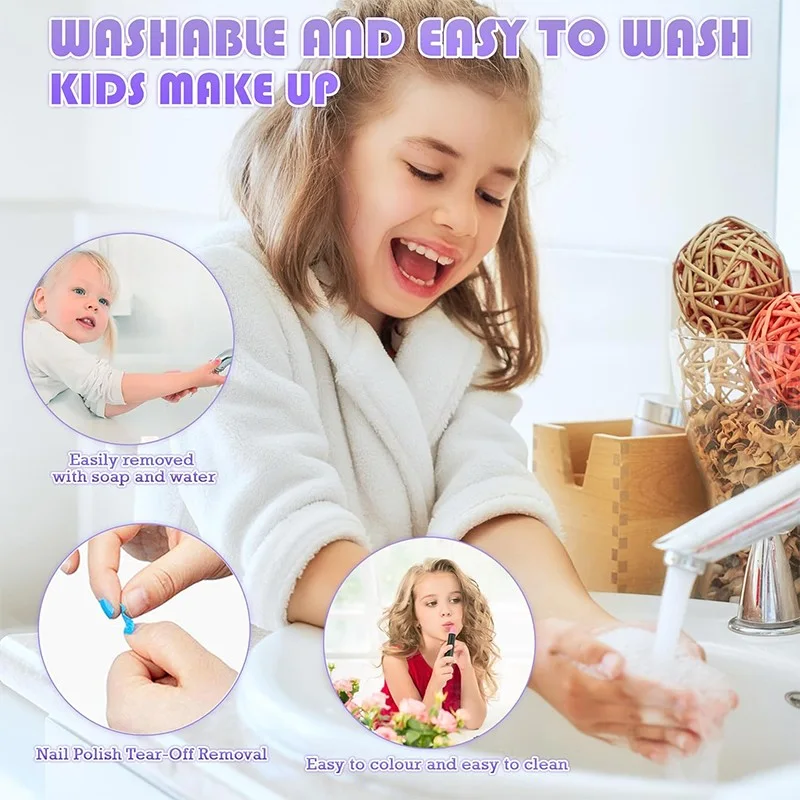 WASHABLE AND EASY TO WASH
KIDS MAKE UP
Easily removed
with soap and water
Nail Polish Tear-Off Removal
Easy to colour and easy to clean